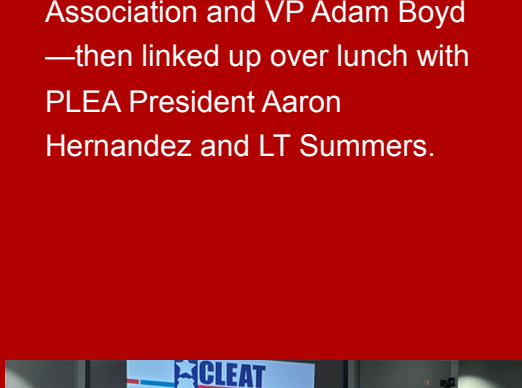 Association and VP Adam Boyd
—then linked up over lunch with
PLEA President Aaron
Hernandez and LT Summers.
CLEAT